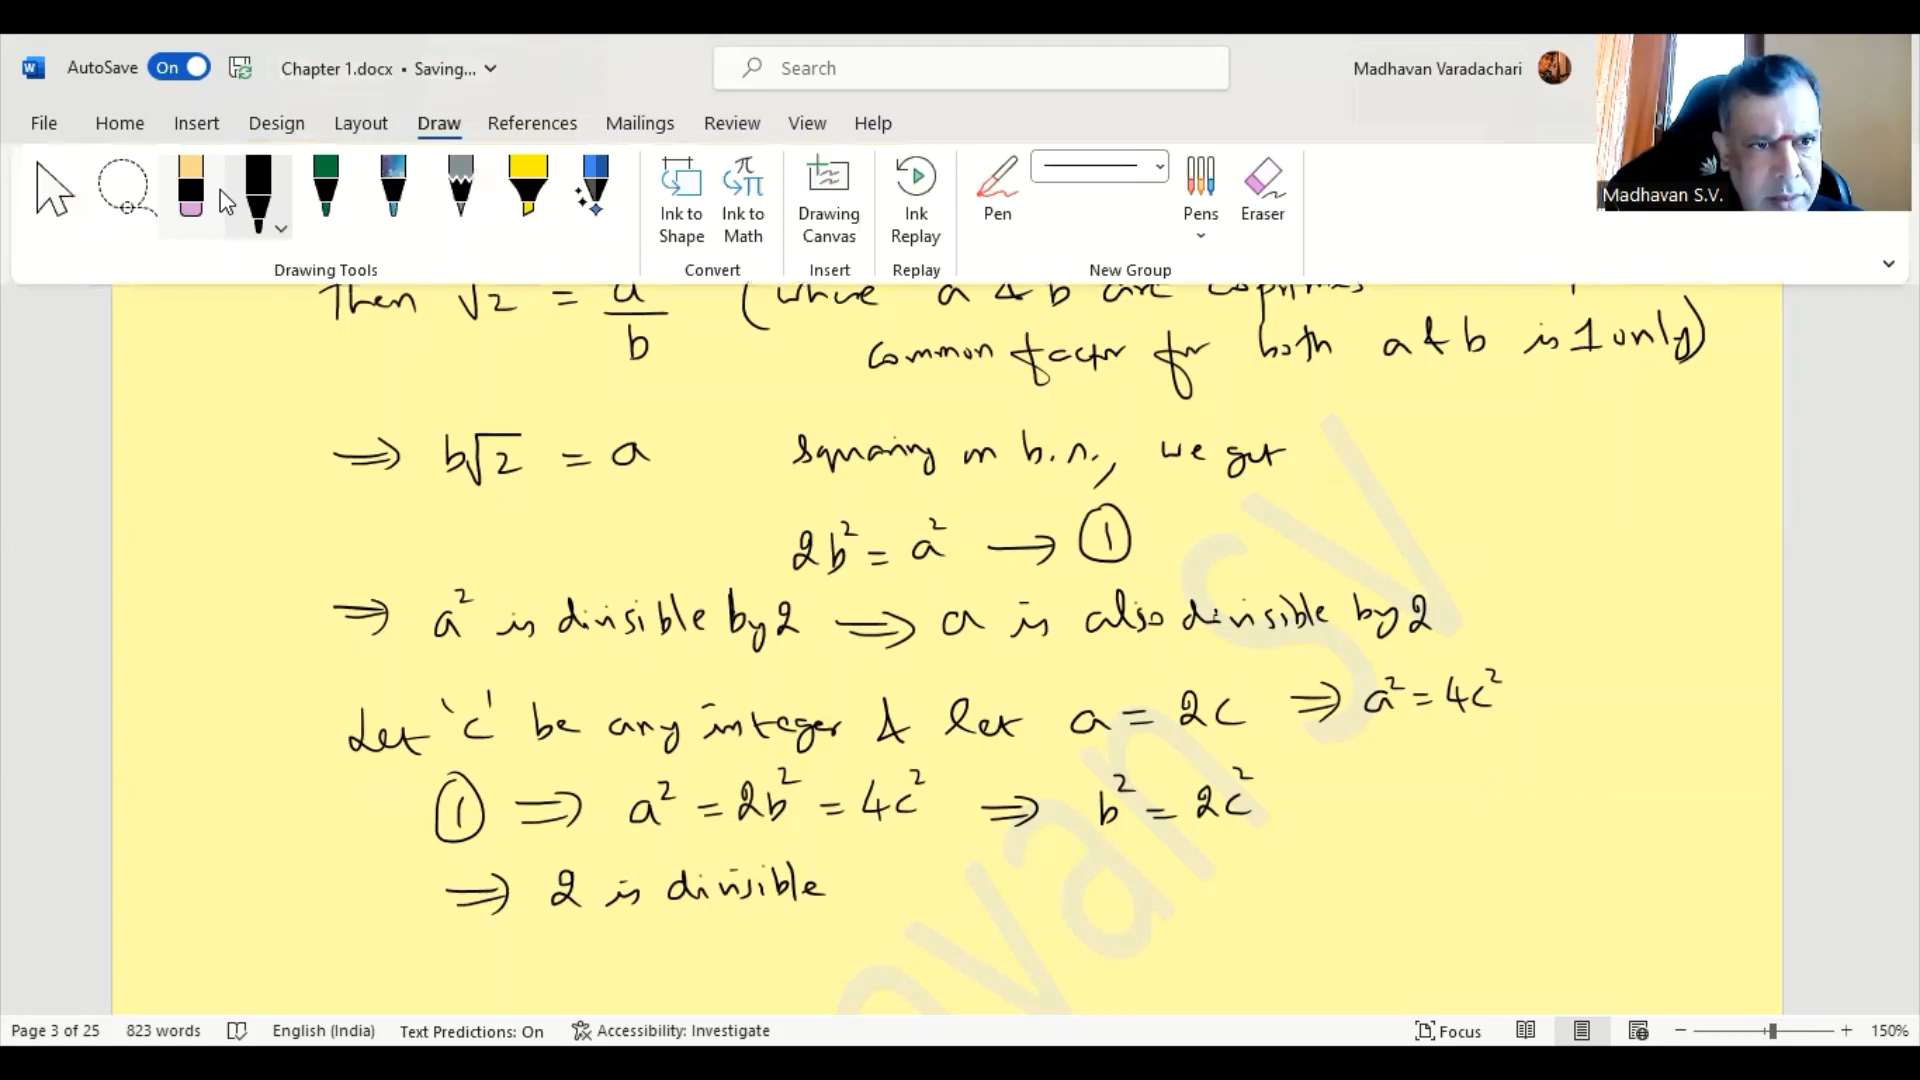 AutoSave On Chapter 1.docx • Saving... Search Madhavan Varadachari
File Home Insert Design Layout Draw References Mailings Review View Help
Madhavan S.V.
Ink to Shape Ink to Math Drawing Canvas Ink Replay Pen Pens Eraser
Drawing Tools Convert Insert Replay New Group
Then √2 = a/b (where a & b are coprimes
common factor for both a & b is 1 only)
⇒ b√2 = a squaring on b.s., we get
2b² = a² → ①
⇒ a² is divisible by 2 ⇒ a is also divisible by 2
Let 'c' be any integer & let a = 2c ⇒ a² = 4c²
① ⇒ a² = 2b² = 4c² ⇒ b² = 2c²
⇒ 2 is divisible
avan SV
Page 3 of 25 823 words English (India) Text Predictions: On Accessibility: Investigate Focus 150%